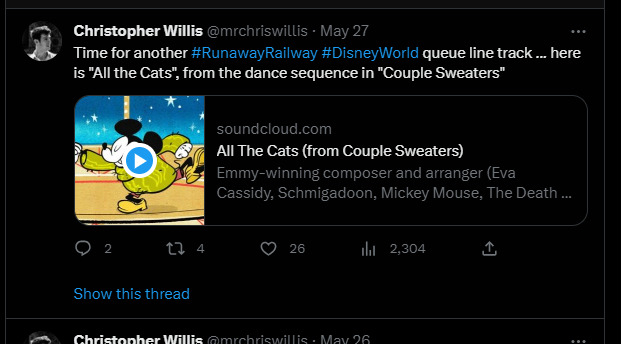 Christopher Willis @mrchriswillis · May 27 ...
Time for another #RunawayRailway #DisneyWorld queue line track ... here
is "All the Cats", from the dance sequence in "Couple Sweaters"
soundcloud.com
All The Cats (from Couple Sweaters)
Emmy-winning composer and arranger (Eva
Cassidy, Schmigadoon, Mickey Mouse, The Death ...
2 4 26 2,304
Show this thread
Christopher Willis @mrchriswillis · May 26 ...